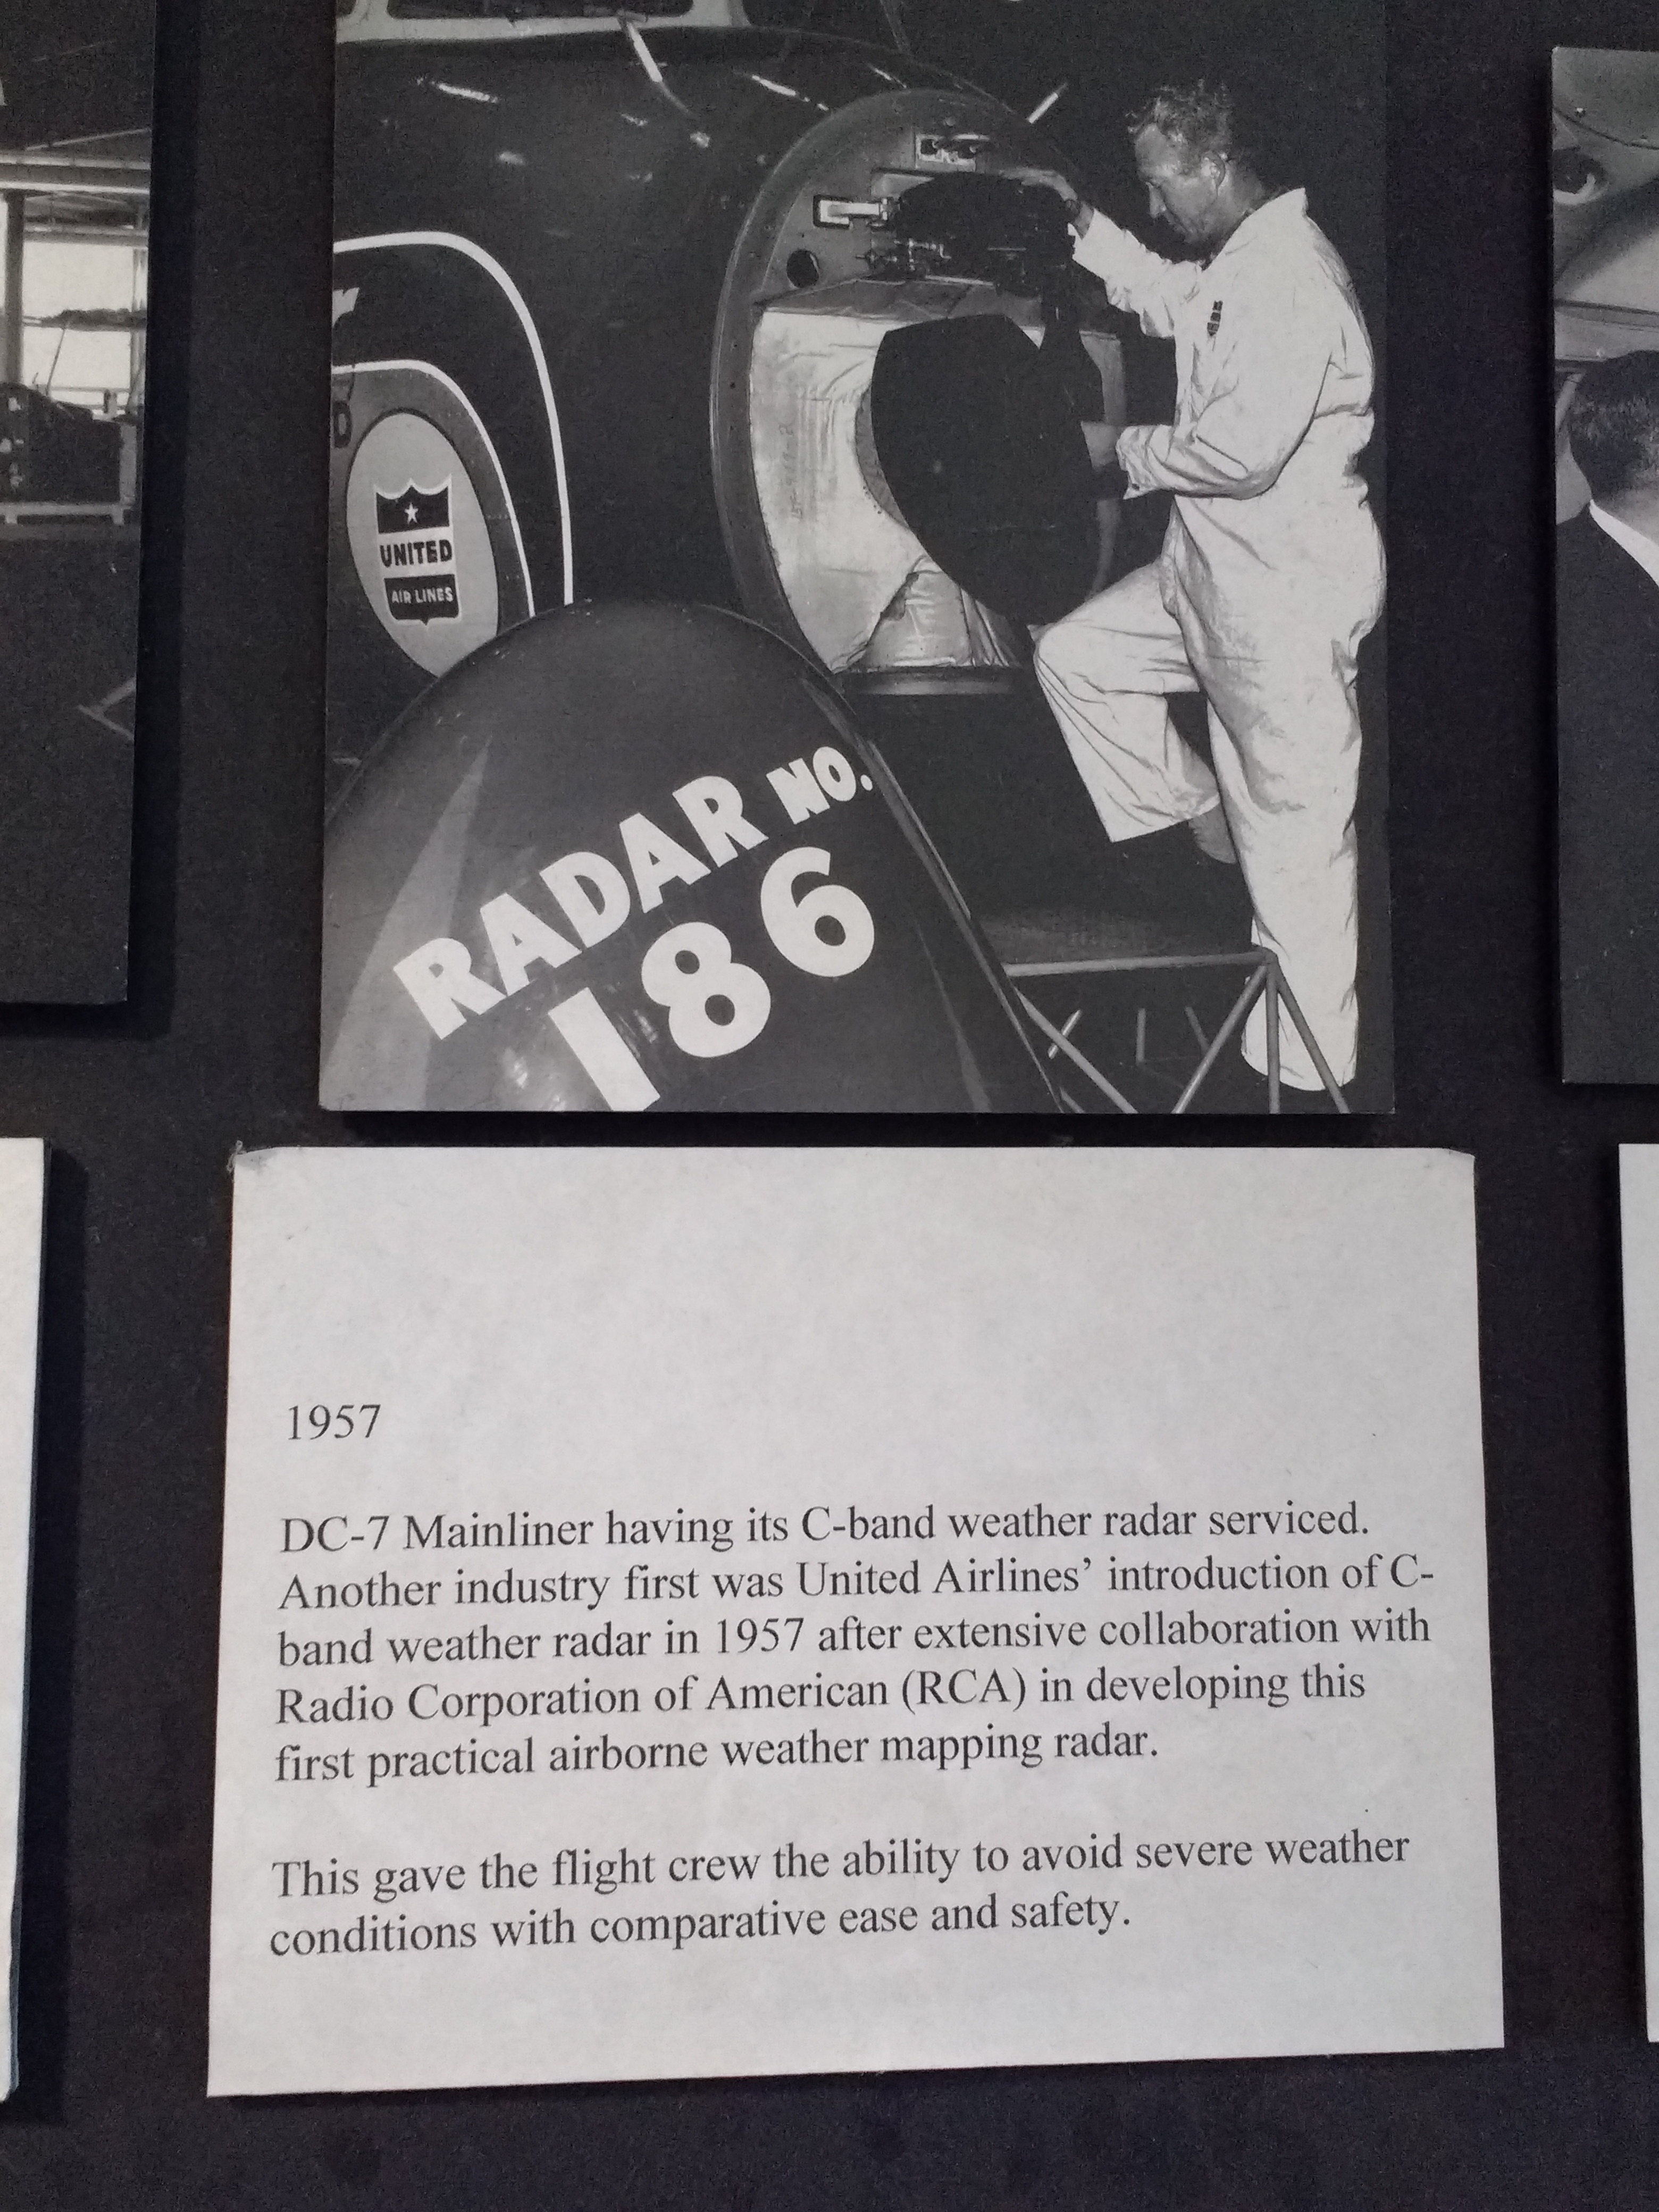 UNITED
AIR LINES
RADAR NO.
186
1957
DC-7 Mainliner having its C-band weather radar serviced.
Another industry first was United Airlines’ introduction of C-
band weather radar in 1957 after extensive collaboration with
Radio Corporation of American (RCA) in developing this
first practical airborne weather mapping radar.
This gave the flight crew the ability to avoid severe weather
conditions with comparative ease and safety.